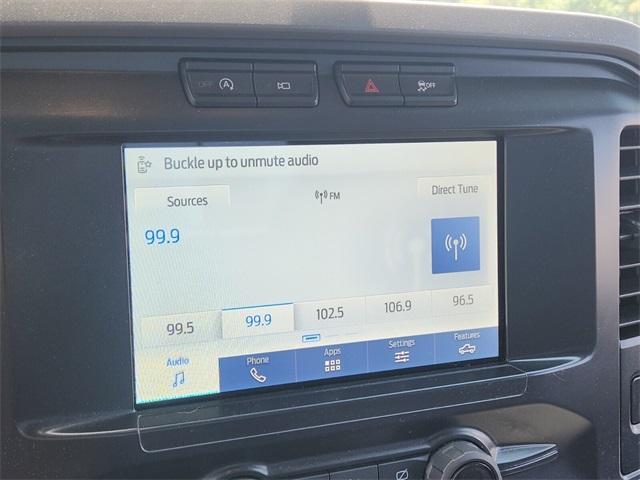 OFF
OFF
Buckle up to unmute audio
Sources
FM
Direct Tune
99.9
99.5
99.9
102.5
106.9
96.5
Audio
Phone
Apps
Settings
Features